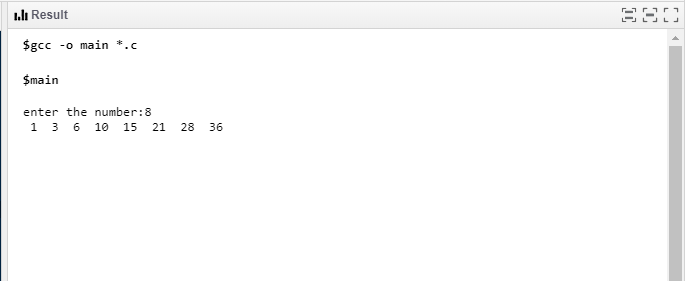 Result
$gcc -o main *.c
$main
enter the number:8
1 3 6 10 15 21 28 36